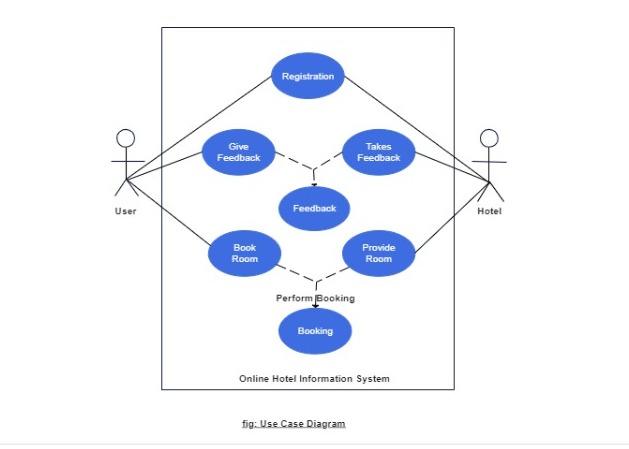 Registration
Give
Feedback
Takes
Feedback
User
Hotel
Feedback
Book
Room
Provide
Room
Perform Booking
Booking
Online Hotel Information System
fig: Use Case Diagram